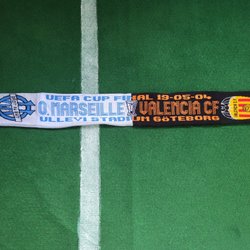 UEFA CUP FINAL 19-05-04
O.MARSEILLE VALENCIA CF
ULLEVI STADIUM GÖTEBORG